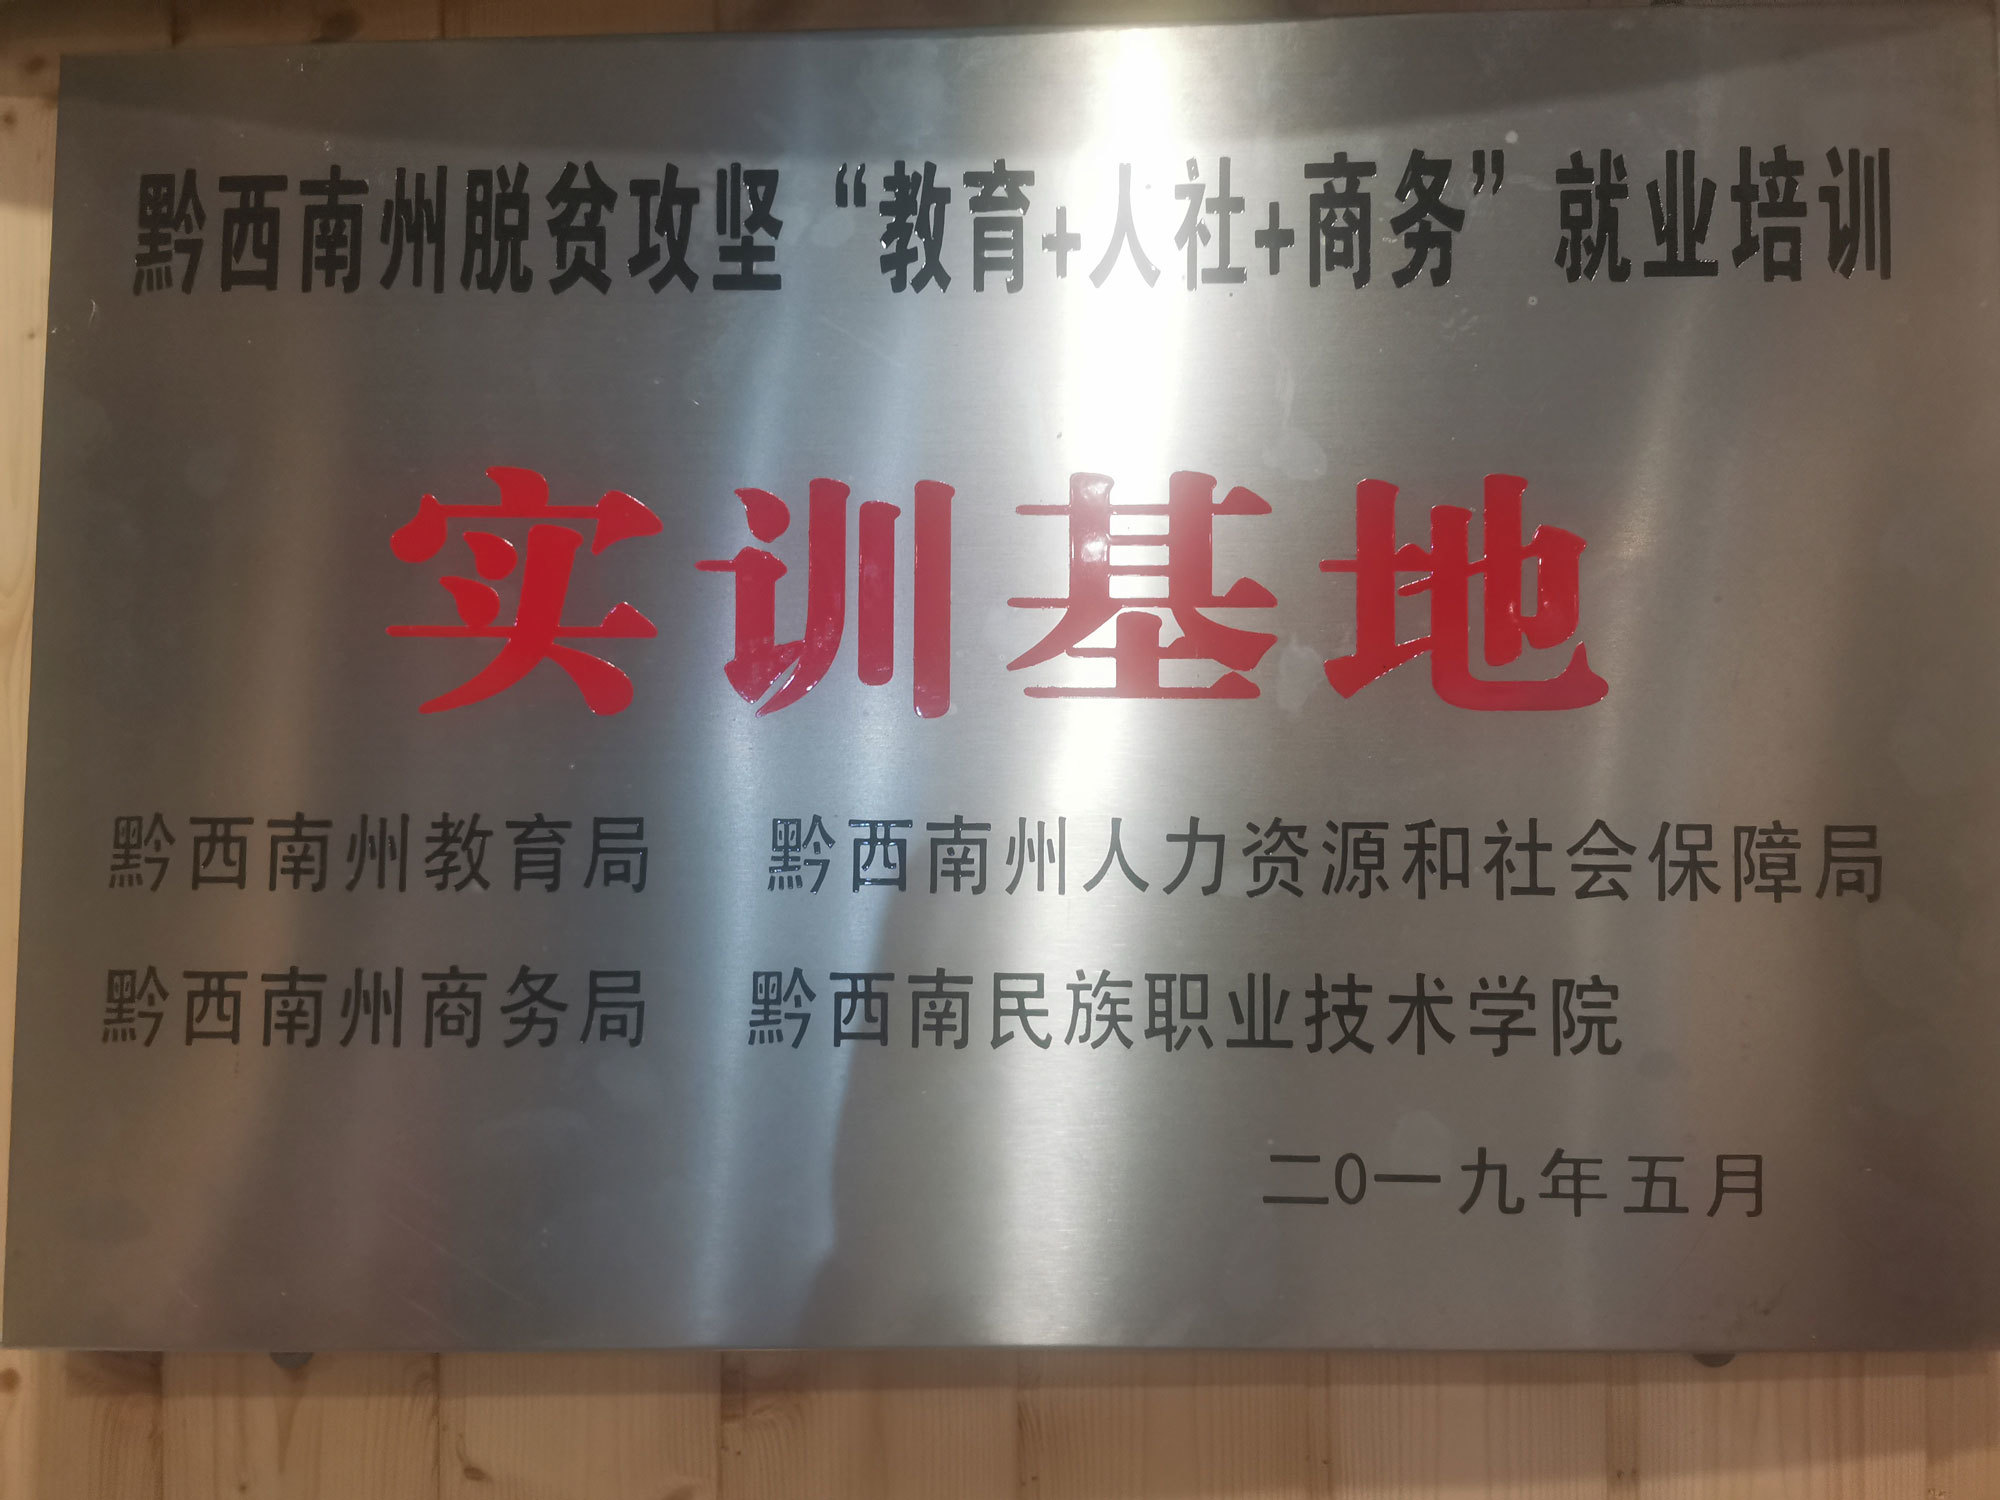 黔西南州脱贫攻坚“教育+人社+商务”就业培训
实训基地
黔西南州教育局 黔西南州人力资源和社会保障局
黔西南州商务局 黔西南民族职业技术学院
二0一九年五月